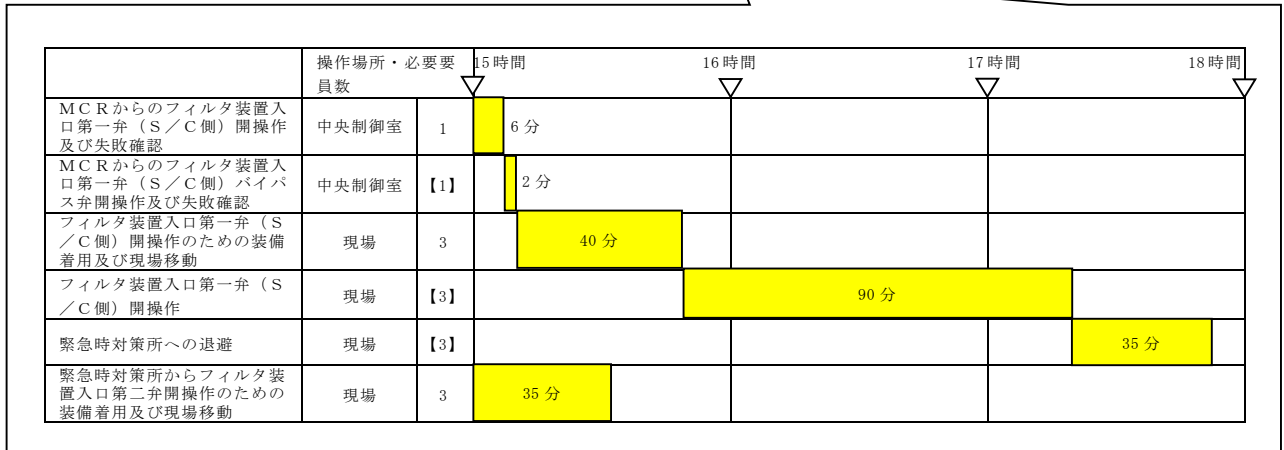 操作場所・必要要
員数
15時間
16時間
17時間
18時間
MCRからのフィルタ装置入
口第一弁（S／C側）開操作
及び失敗確認
中央制御室
1
6分
MCRからのフィルタ装置入
口第一弁（S／C側）バイパ
ス弁開操作及び失敗確認
中央制御室
【1】
2分
フィルタ装置入口第一弁（S
／C側）開操作のための装備
着用及び現場移動
現場
3
40分
フィルタ装置入口第一弁（S
／C側）開操作
現場
【3】
90分
緊急時対策所への退避
現場
【3】
35分
緊急時対策所からフィルタ装
置入口第二弁開操作のための
装備着用及び現場移動
現場
3
35分